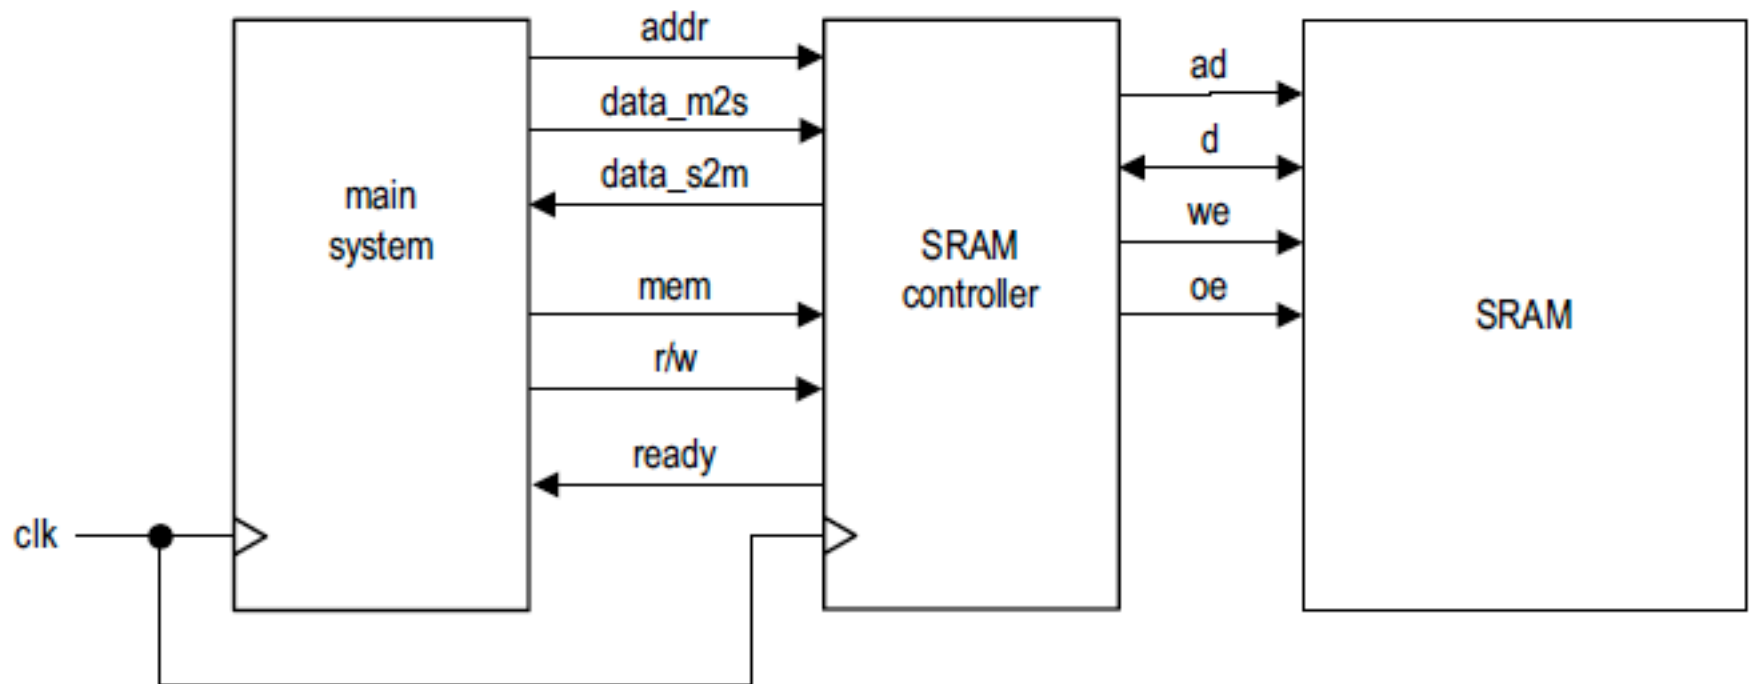 addr
data_m2s
data_s2m
mem
r/w
ready
main
system
clk
SRAM
controller
ad
d
we
oe
SRAM